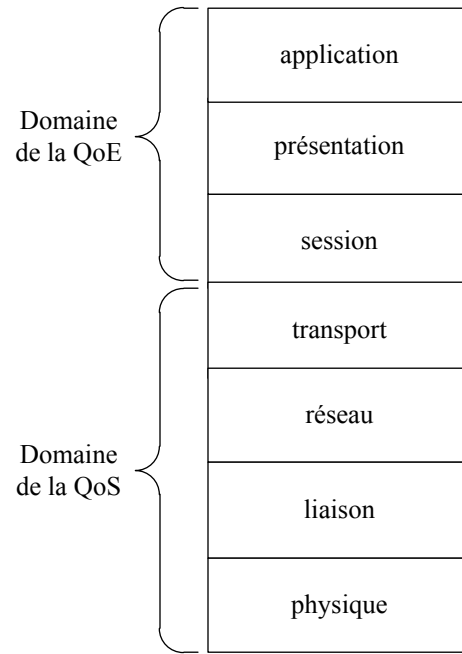 application
Domaine
de la QoE
présentation
session
transport
réseau
Domaine
de la QoS
liaison
physique